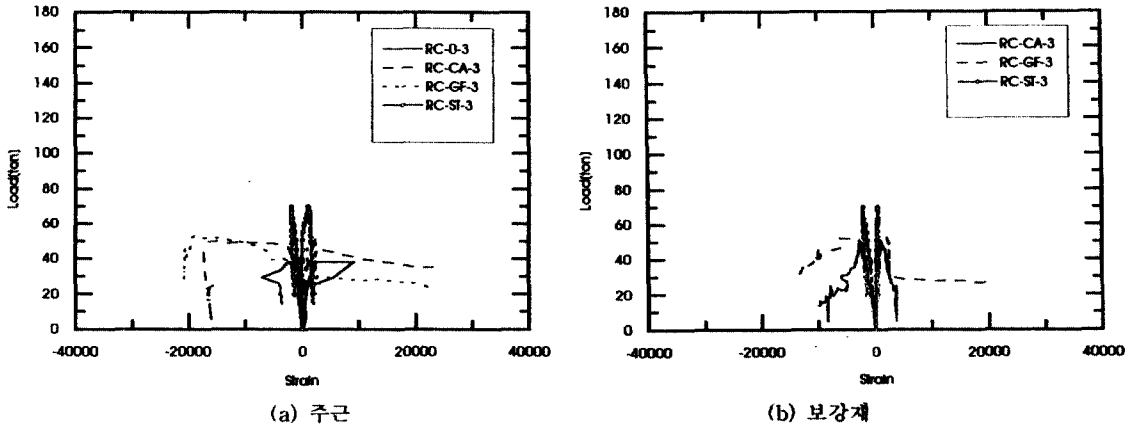 180
160
140
120
100
80
60
40
20
0
Load(ton)
-40000
-20000
0
20000
40000
Strain
RC-0-3
RC-CA-3
RC-GF-3
RC-ST-3
(a) 주근
180
160
140
120
100
80
60
40
20
0
Load(ton)
-40000
-20000
0
20000
40000
Strain
RC-CA-3
RC-GF-3
RC-ST-3
(b) 보강재